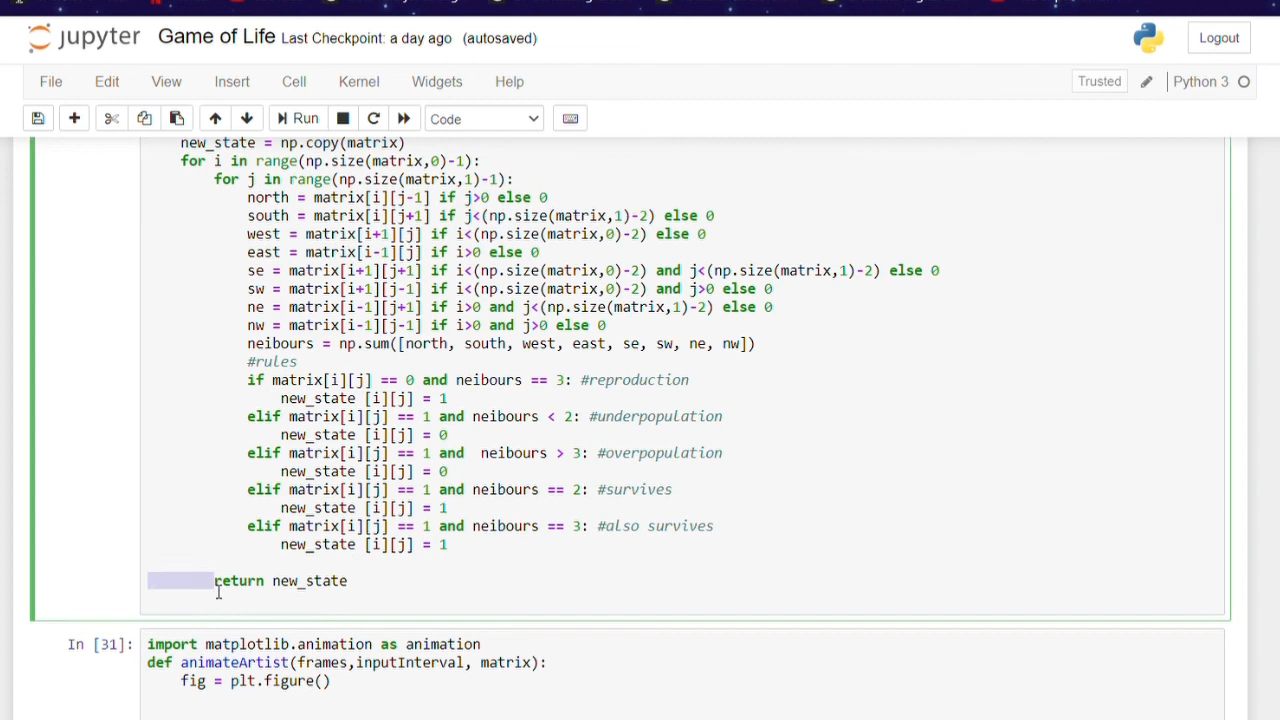 jupyter Game of Life Last Checkpoint: a day ago (autosaved) Logout
File Edit View Insert Cell Kernel Widgets Help Trusted Python 3
Run Code
new_state = np.copy(matrix)
for i in range(np.size(matrix,0)-1):
for j in range(np.size(matrix,1)-1):
north = matrix[i][j-1] if j>0 else 0
south = matrix[i][j+1] if j<(np.size(matrix,1)-2) else 0
west = matrix[i+1][j] if i<(np.size(matrix,0)-2) else 0
east = matrix[i-1][j] if i>0 else 0
se = matrix[i+1][j+1] if i<(np.size(matrix,0)-2) and j<(np.size(matrix,1)-2) else 0
sw = matrix[i+1][j-1] if i<(np.size(matrix,0)-2) and j>0 else 0
ne = matrix[i-1][j+1] if i>0 and j<(np.size(matrix,1)-2) else 0
nw = matrix[i-1][j-1] if i>0 and j>0 else 0
neibours = np.sum([north, south, west, east, se, sw, ne, nw])
#rules
if matrix[i][j] == 0 and neibours == 3: #reproduction
new_state [i][j] = 1
elif matrix[i][j] == 1 and neibours < 2: #underpopulation
new_state [i][j] = 0
elif matrix[i][j] == 1 and  neibours > 3: #overpopulation
new_state [i][j] = 0
elif matrix[i][j] == 1 and neibours == 2: #survives
new_state [i][j] = 1
elif matrix[i][j] == 1 and neibours == 3: #also survives
new_state [i][j] = 1
return new_state
In [31]: import matplotlib.animation as animation
def animateArtist(frames,inputInterval, matrix):
fig = plt.figure()